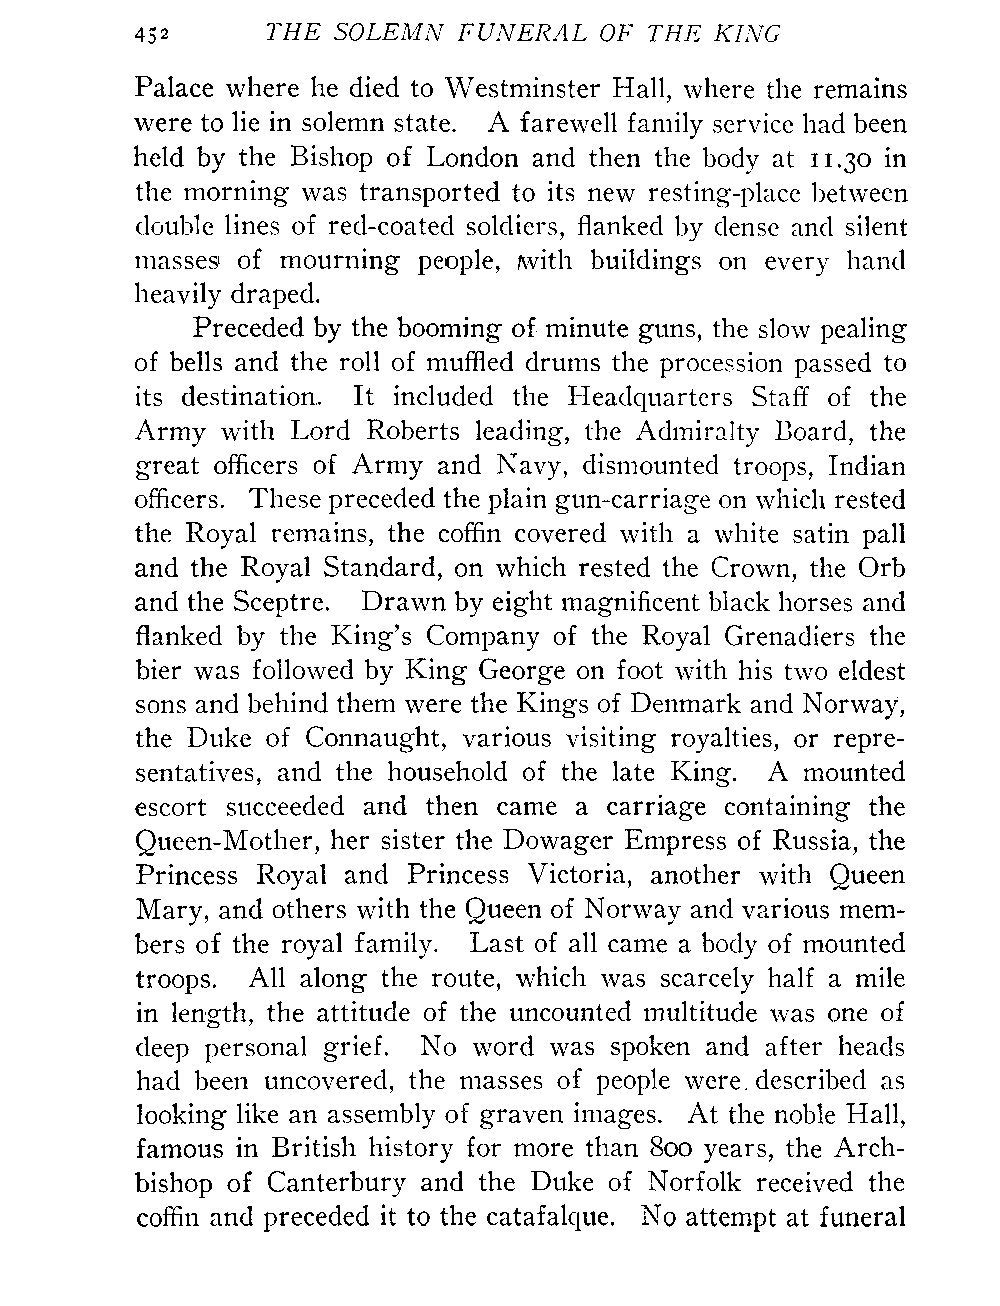 452 THE SOLEMN FUNERAL OF THE KING
Palace where he died to Westminster Hall, where the remains
were to lie in solemn state. A farewell family service had been
held by the Bishop of London and then the body at 11.30 in
the morning was transported to its new resting-place between
double lines of red-coated soldiers, flanked by dense and silent
masses of mourning people, with buildings on every hand
heavily draped.
Preceded by the booming of minute guns, the slow pealing
of bells and the roll of muffled drums the procession passed to
its destination. It included the Headquarters Staff of the
Army with Lord Roberts leading, the Admiralty Board, the
great officers of Army and Navy, dismounted troops, Indian
officers. These preceded the plain gun-carriage on which rested
the Royal remains, the coffin covered with a white satin pall
and the Royal Standard, on which rested the Crown, the Orb
and the Sceptre. Drawn by eight magnificent black horses and
flanked by the King's Company of the Royal Grenadiers the
bier was followed by King George on foot with his two eldest
sons and behind them were the Kings of Denmark and Norway,
the Duke of Connaught, various visiting royalties, or repre-
sentatives, and the household of the late King. A mounted
escort succeeded and then came a carriage containing the
Queen-Mother, her sister the Dowager Empress of Russia, the
Princess Royal and Princess Victoria, another with Queen
Mary, and others with the Queen of Norway and various mem-
bers of the royal family. Last of all came a body of mounted
troops. All along the route, which was scarcely half a mile
in length, the attitude of the uncounted multitude was one of
deep personal grief. No word was spoken and after heads
had been uncovered, the masses of people were described as
looking like an assembly of graven images. At the noble Hall,
famous in British history for more than 800 years, the Arch-
bishop of Canterbury and the Duke of Norfolk received the
coffin and preceded it to the catafalque. No attempt at funeral